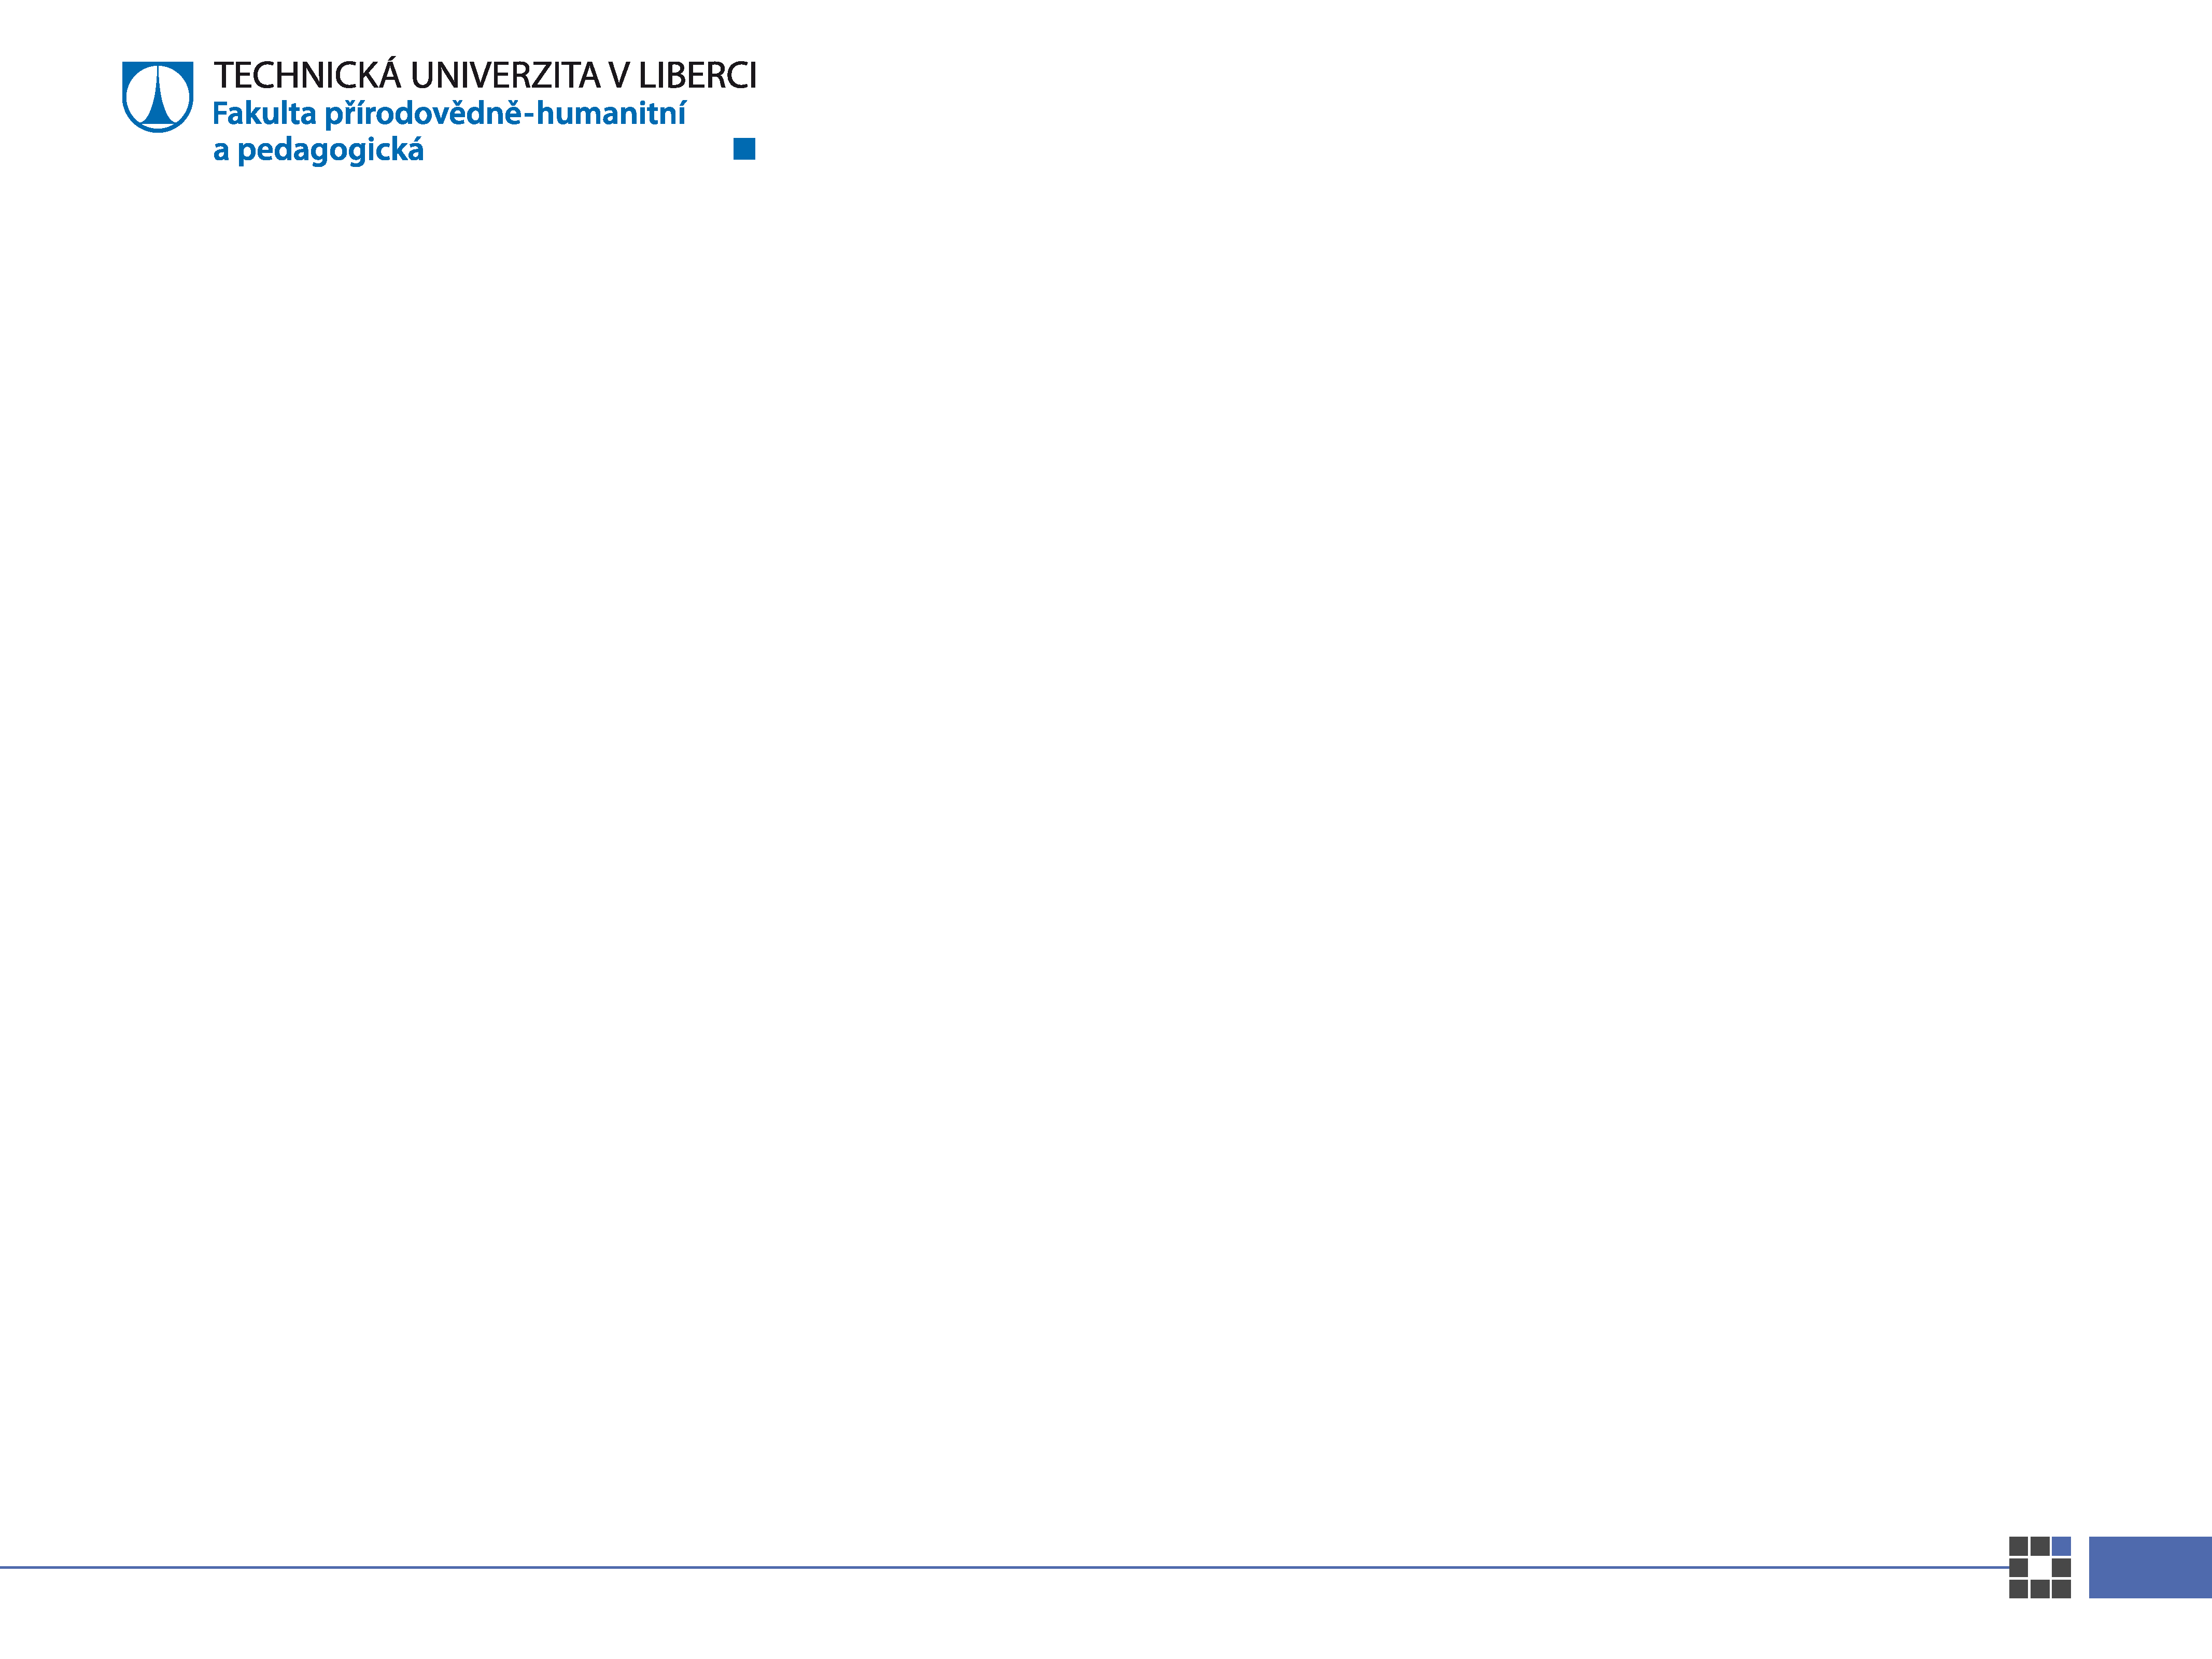 TECHNICKÁ UNIVERZITA V LIBERCI
Fakulta přírodovědně-humanitní
a pedagogická